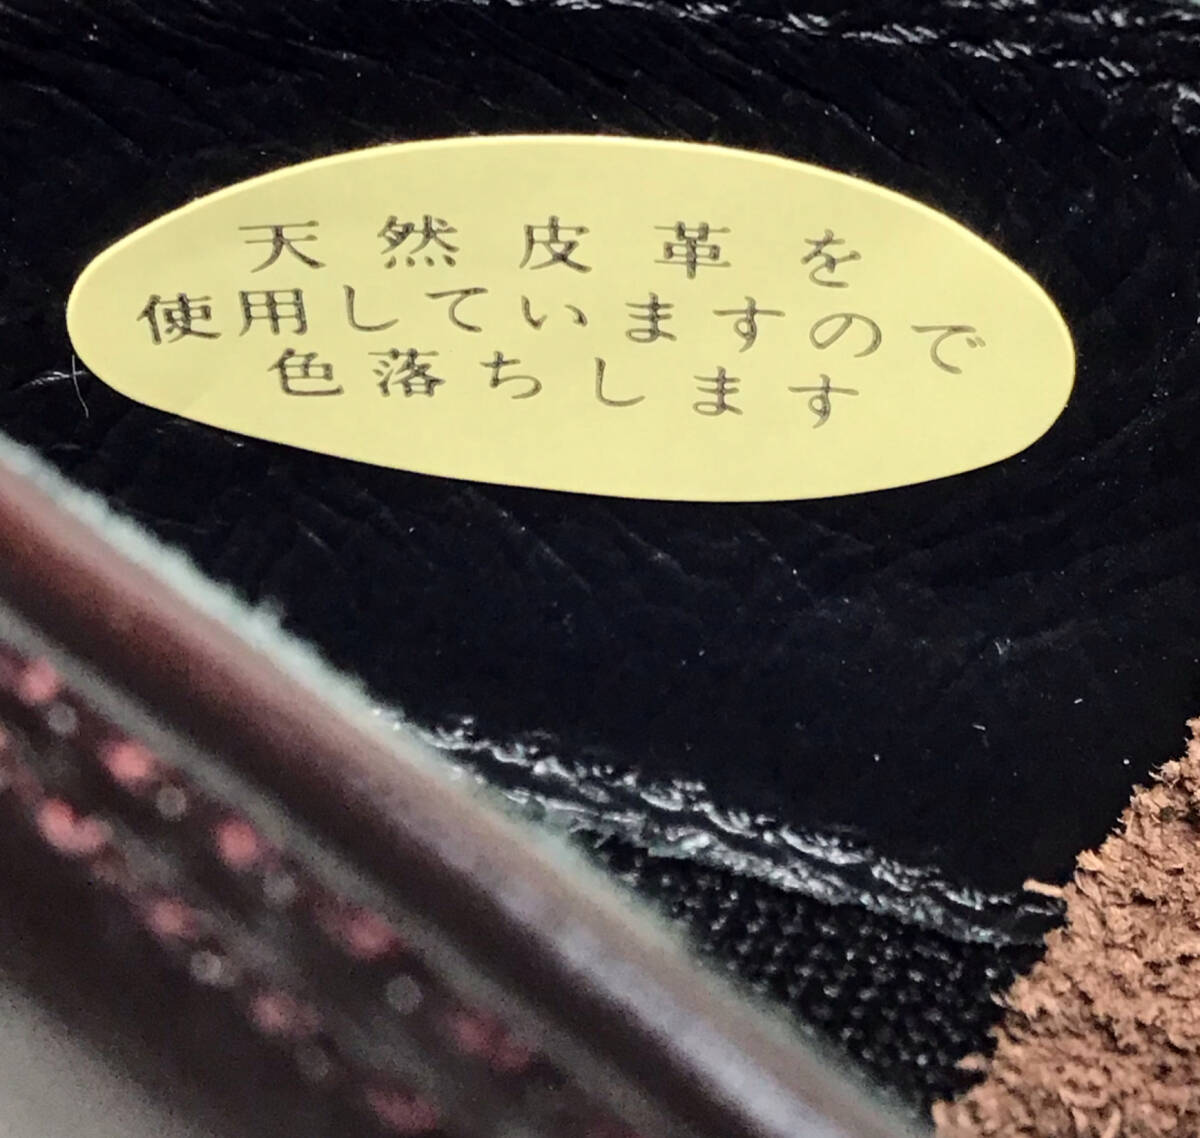 天然皮革を
使用していますので
色落ちします